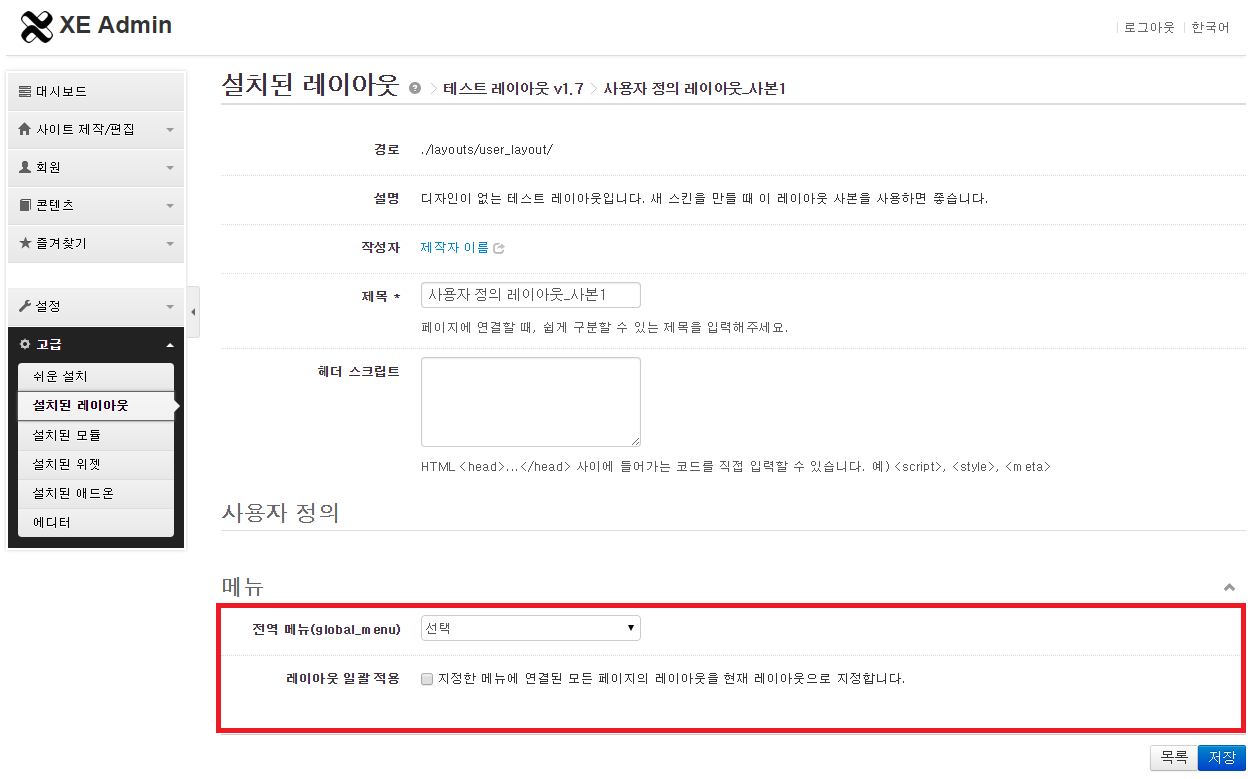 XE Admin
로그아웃 한국어
대시보드
사이트 제작/편집
회원
콘텐츠
즐겨찾기
설정
고급
쉬운 설치
설치된 레이아웃
설치된 모듈
설치된 위젯
설치된 애드온
에디터
설치된 레이아웃 ? > 테스트 레이아웃 v1.7 > 사용자 정의 레이아웃_사본1
경로 ./layouts/user_layout/
설명 디자인이 없는 테스트 레이아웃입니다. 새 스킨을 만들 때 이 레이아웃 사본을 사용하면 좋습니다.
작성자 제작자 이름
제목 * 사용자 정의 레이아웃_사본1
페이지에 연결할 때, 쉽게 구분할 수 있는 제목을 입력해주세요.
헤더 스크립트
HTML <head>...</head> 사이에 들어가는 코드를 직접 입력할 수 있습니다. 예) <script>, <style>, <meta>
사용자 정의
메뉴
전역 메뉴(global_menu) 선택
레이아웃 일괄 적용 지정한 메뉴에 연결된 모든 페이지의 레이아웃을 현재 레이아웃으로 지정합니다.
목록 저장